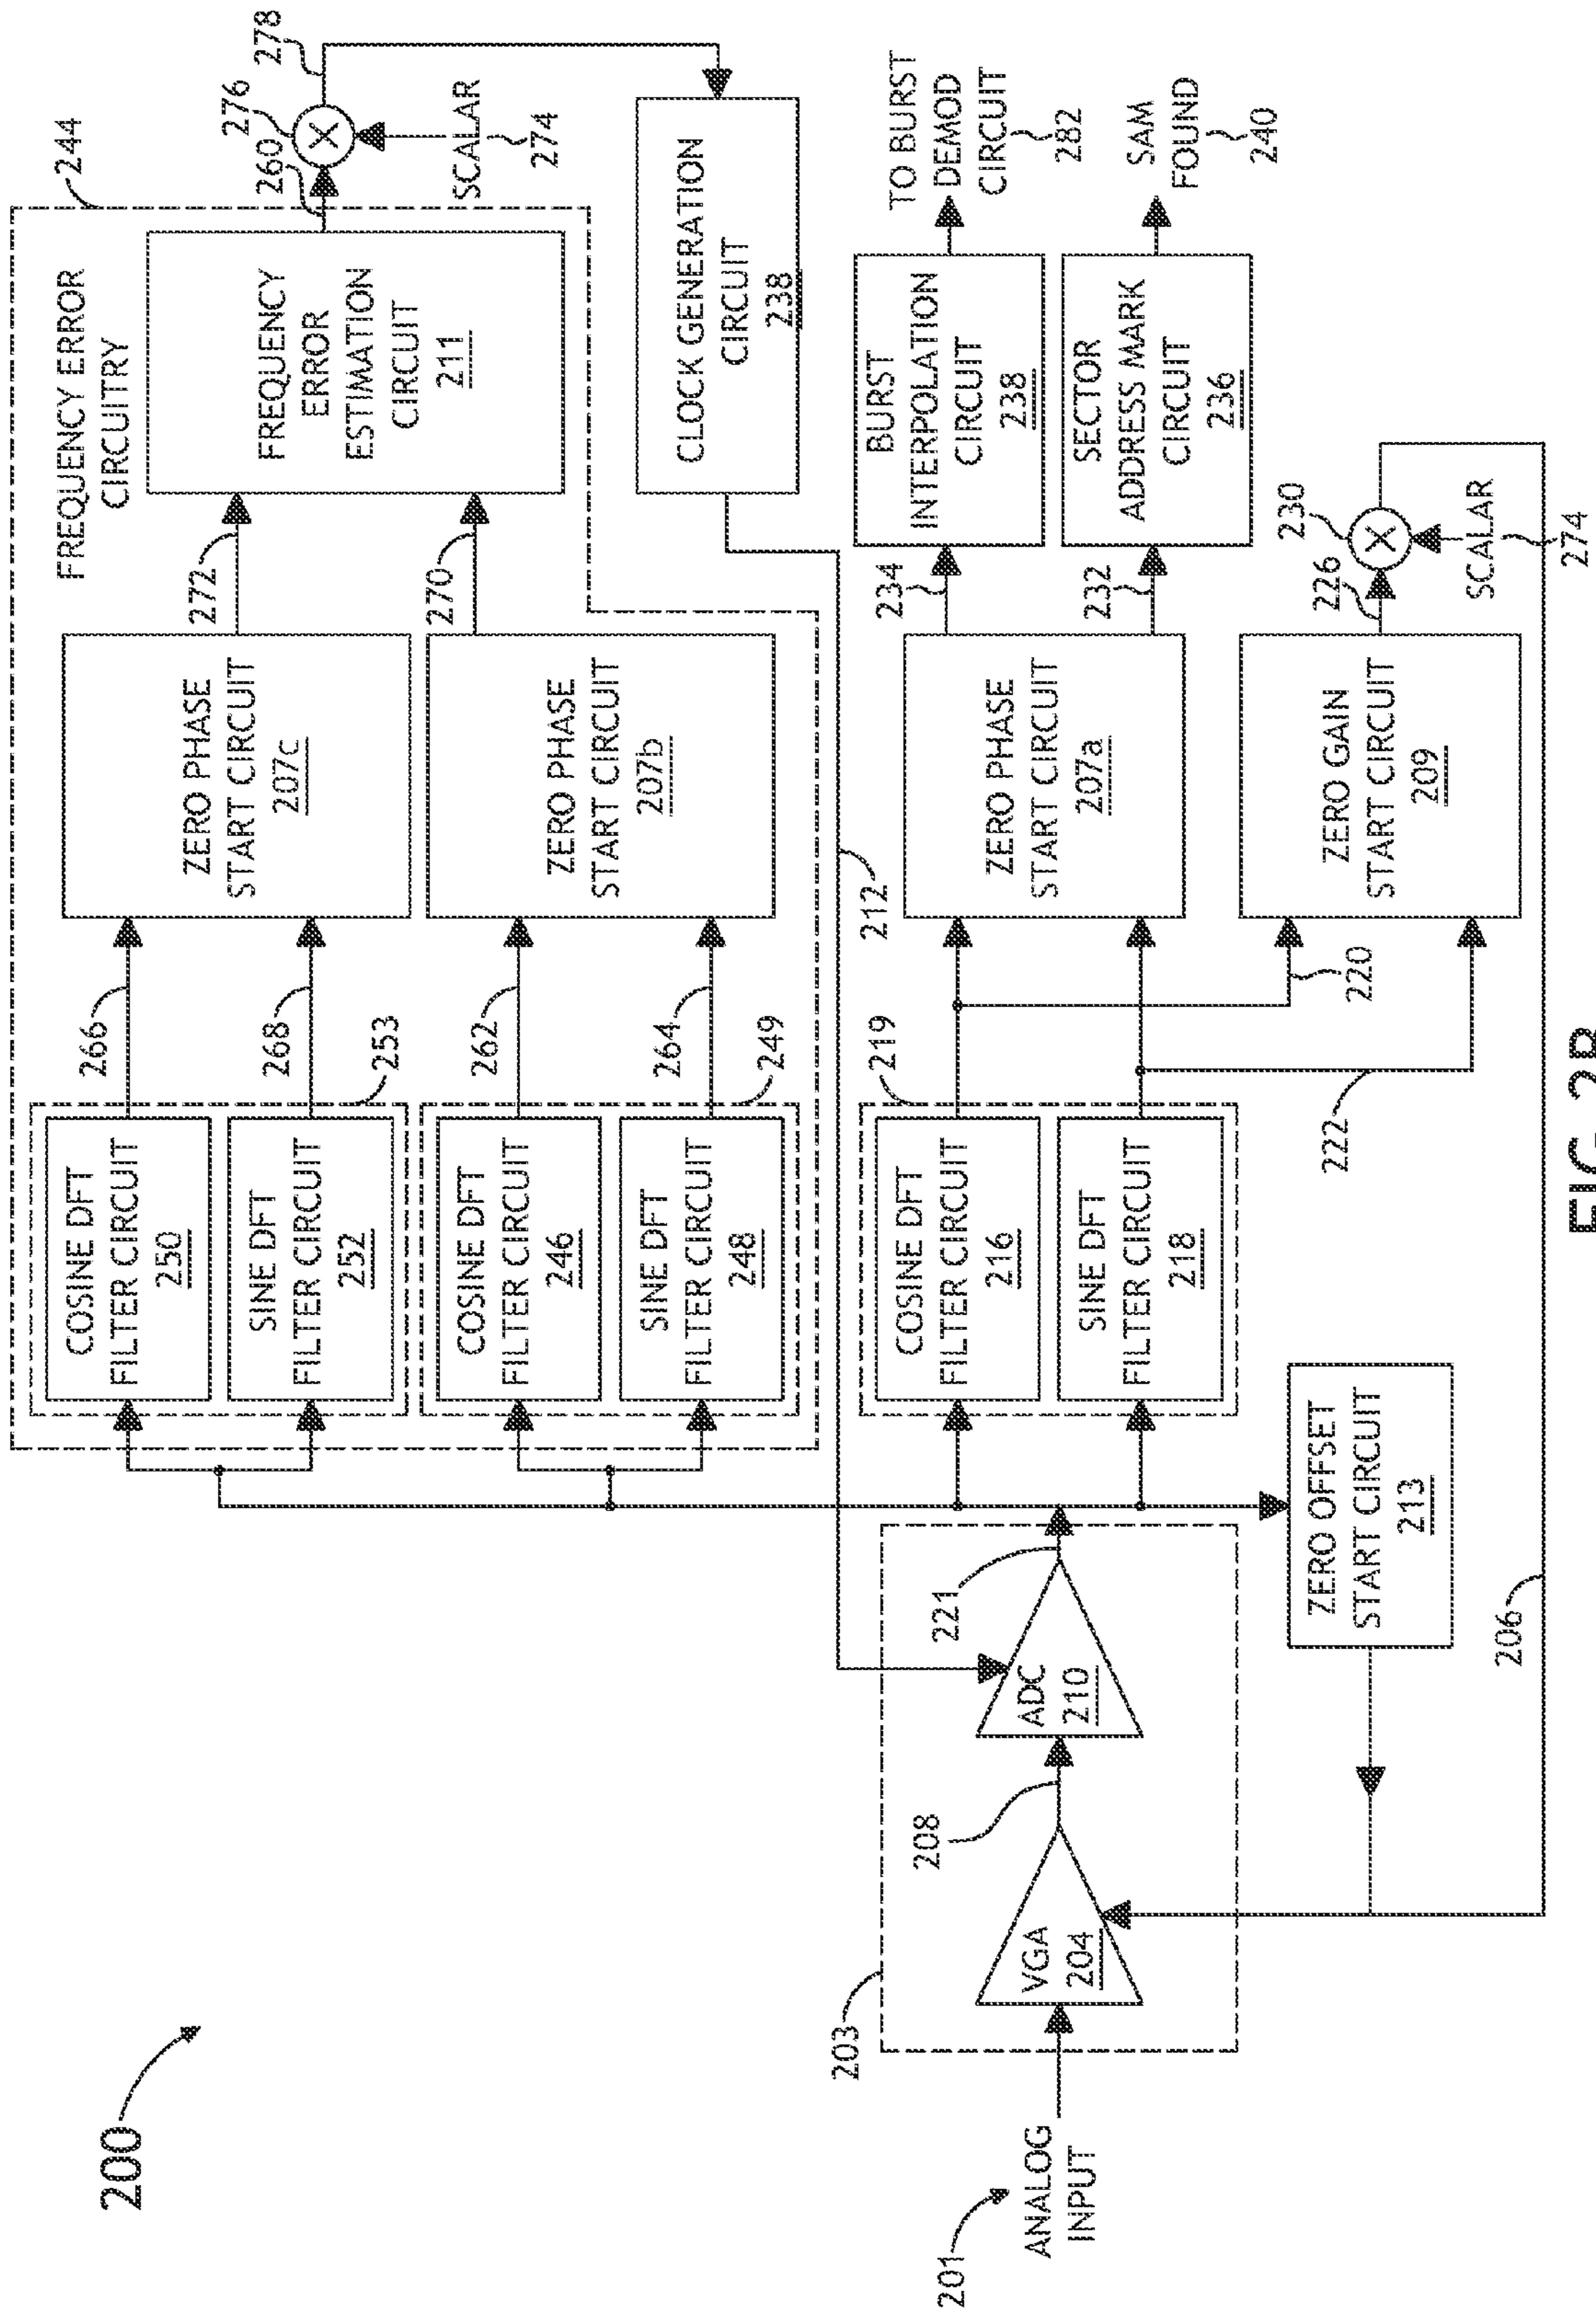 200
FREQUENCY ERROR
CIRCUITRY
244
COSINE DFT
FILTER CIRCUIT
250
SINE DFT
FILTER CIRCUIT
252
253
266
268
ZERO PHASE
START CIRCUIT
207c
272
COSINE DFT
FILTER CIRCUIT
246
SINE DFT
FILTER CIRCUIT
248
249
262
264
ZERO PHASE
START CIRCUIT
207b
270
FREQUENCY
ERROR
ESTIMATION
CIRCUIT
211
260
276
278
SCALAR
274
CLOCK GENERATION
CIRCUIT
238
212
201
ANALOG
INPUT
203
VGA
204
208
ADC
210
221
219
COSINE DFT
FILTER CIRCUIT
216
SINE DFT
FILTER CIRCUIT
218
220
222
ZERO PHASE
START CIRCUIT
207a
234
232
BURST
INTERPOLATION
CIRCUIT
238
TO BURST
DEMOD
CIRCUIT
282
SECTOR
ADDRESS MARK
CIRCUIT
236
SAM
FOUND
240
ZERO GAIN
START CIRCUIT
209
226
230
SCALAR
274
ZERO OFFSET
START CIRCUIT
213
206
FIG. 2B